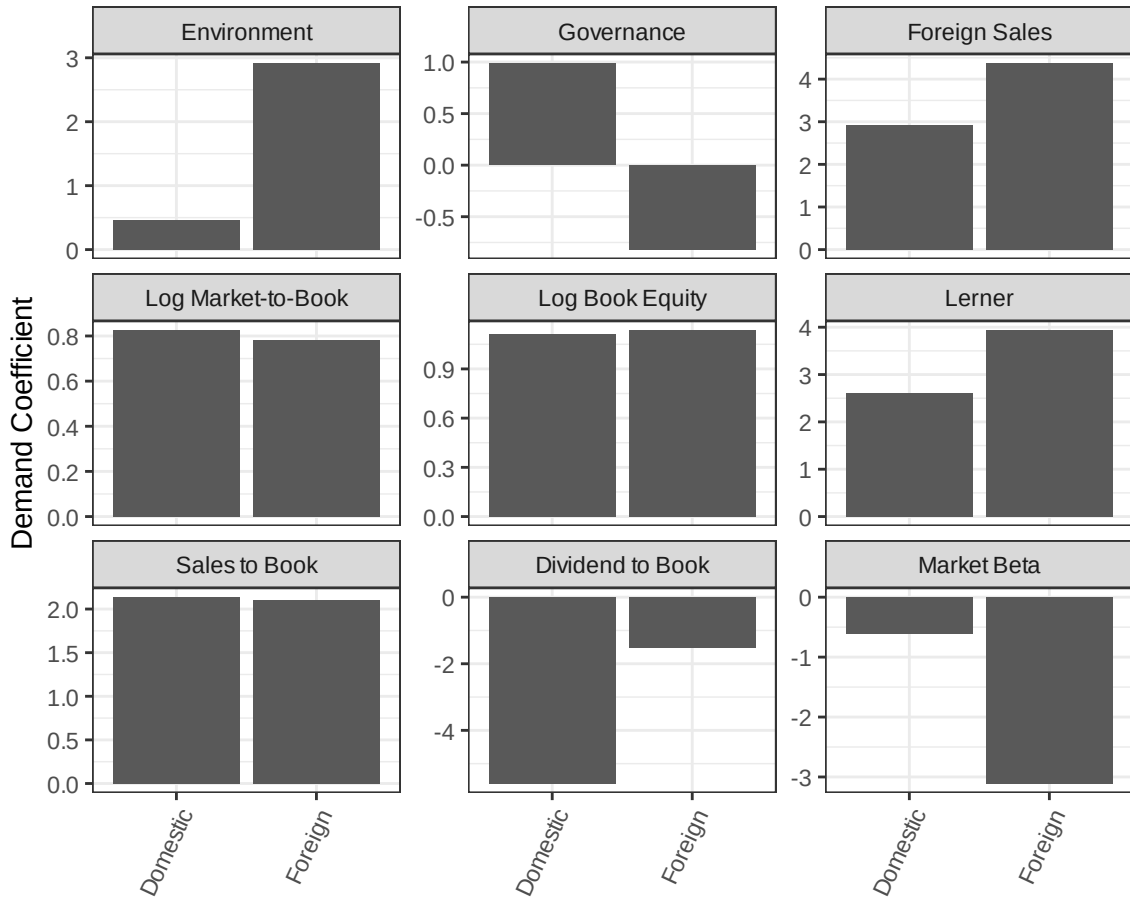 Environment
Governance
Foreign Sales
3
2
1
0
1.0
0.5
0.0
-0.5
4
3
2
1
0
Demand Coefficient
Log Market-to-Book
Log Book Equity
Lerner
0.8
0.6
0.4
0.2
0.0
0.9
0.6
0.3
0.0
4
3
2
1
0
Sales to Book
Dividend to Book
Market Beta
2.0
1.5
1.0
0.5
0.0
0
-2
-4
0
-1
-2
-3
Domestic
Foreign
Domestic
Foreign
Domestic
Foreign